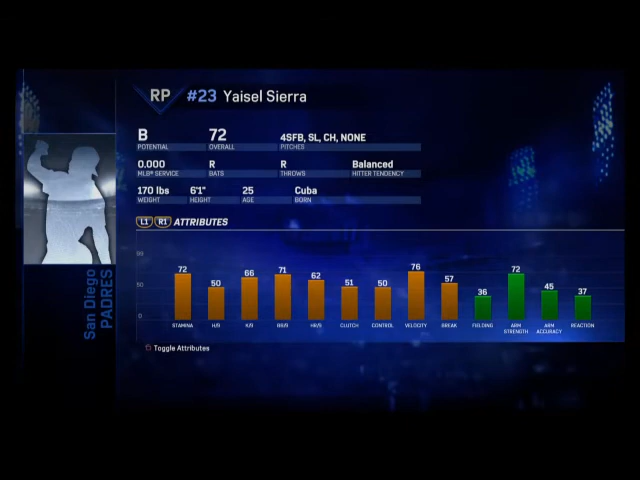 RP #23 Yaisel Sierra
B 72 4SFB, SL, CH, NONE
POTENTIAL OVERALL PITCHES
0.000 R R Balanced
MLB® SERVICE BATS THROWS HITTER TENDENCY
170 lbs 6'1" 25 Cuba
WEIGHT HEIGHT AGE BORN
L1 R1 ATTRIBUTES
99
50
0
72 50 66 71 62 51 50 76 57 36 72 45 37
STAMINA H/9 K/9 BB/9 HR/9 CLUTCH CONTROL VELOCITY BREAK FIELDING ARM STRENGTH ARM ACCURACY REACTION
Toggle Attributes
San Diego
PADRES